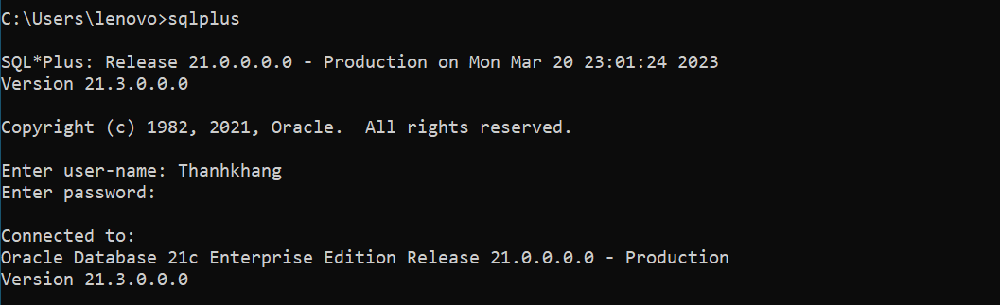 C:\Users\lenovo>sqlplus
SQL*Plus: Release 21.0.0.0.0 - Production on Mon Mar 20 23:01:24 2023
Version 21.3.0.0.0
Copyright (c) 1982, 2021, Oracle.  All rights reserved.
Enter user-name: Thanhkhang
Enter password:
Connected to:
Oracle Database 21c Enterprise Edition Release 21.0.0.0.0 - Production
Version 21.3.0.0.0